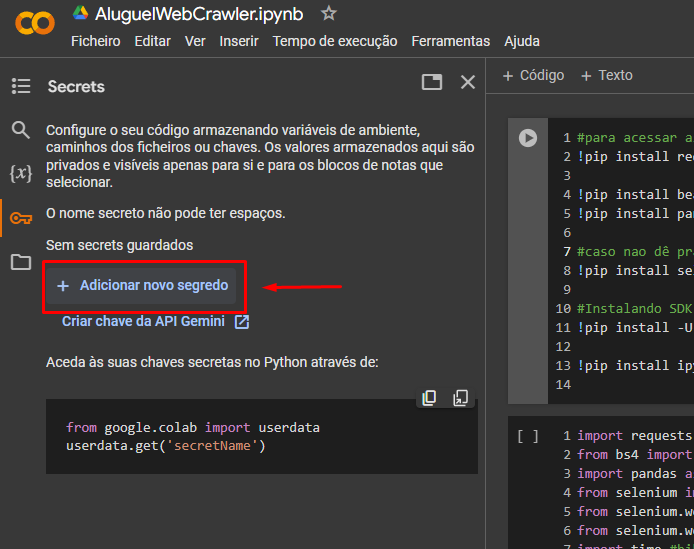 AluguelWebCrawler.ipynb
Ficheiro Editar Ver Inserir Tempo de execução Ferramentas Ajuda
Secrets
Configure o seu código armazenando variáveis de ambiente,
caminhos dos ficheiros ou chaves. Os valores armazenados aqui são
privados e visíveis apenas para si e para os blocos de notas que
selecionar.
O nome secreto não pode ter espaços.
Sem secrets guardados
+ Adicionar novo segredo
Criar chave da API Gemini
Aceda às suas chaves secretas no Python através de:
from google.colab import userdata
userdata.get('secretName')
{x}
+ Código + Texto
1 #para acessar a
2 !pip install re
3
4 !pip install be
5 !pip install pa
6
7 #caso nao dê pr
8 !pip install se
9
10 #Instalando SDK
11 !pip install -U
12
13 !pip install ip
14
[ ] 1 import requests
2 from bs4 import
3 import pandas a
4 from selenium i
5 from selenium.w
6 from selenium.w